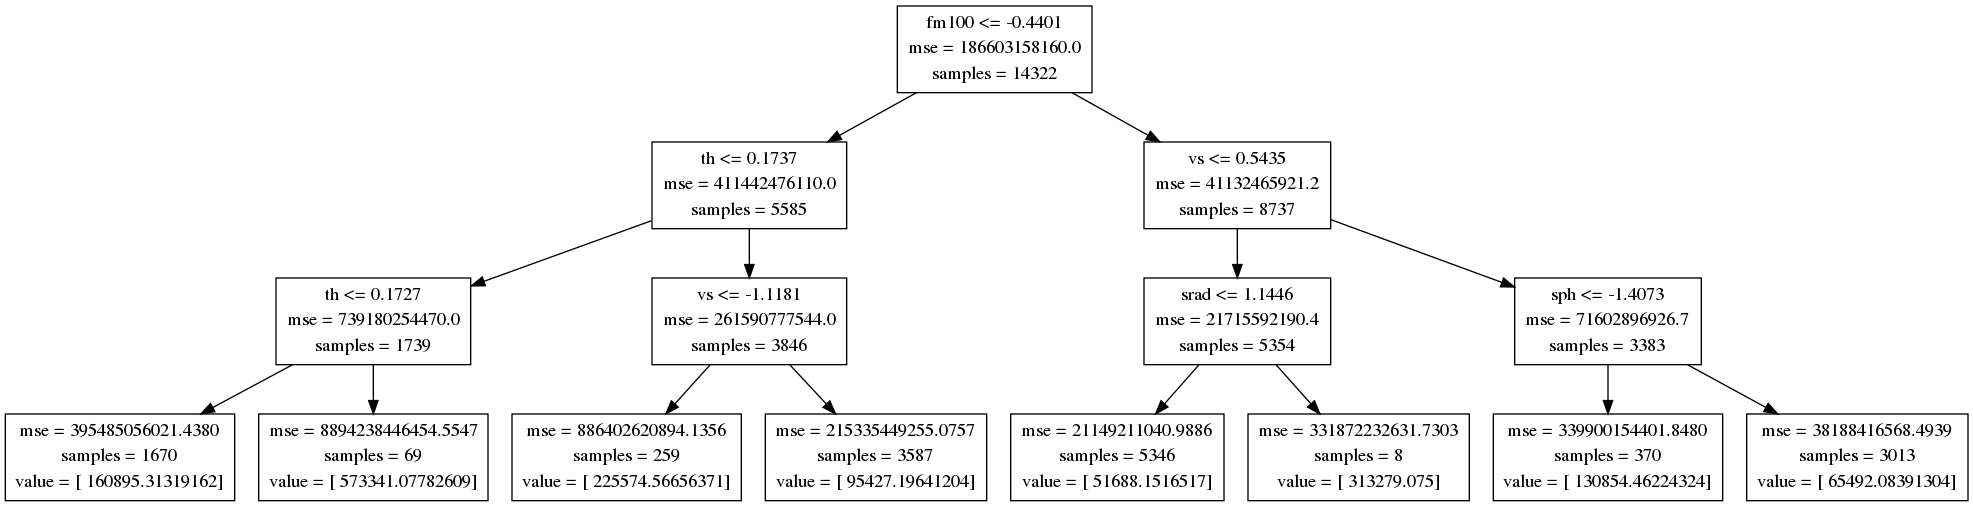 fm100 <= -0.4401
mse = 186603158160.0
samples = 14322
th <= 0.1737
mse = 411442476110.0
samples = 5585
vs <= 0.5435
mse = 41132465921.2
samples = 8737
th <= 0.1727
mse = 739180254470.0
samples = 1739
vs <= -1.1181
mse = 261590777544.0
samples = 3846
srad <= 1.1446
mse = 21715592190.4
samples = 5354
sph <= -1.4073
mse = 71602896926.7
samples = 3383
mse = 395485056021.4380
samples = 1670
value = [ 160895.31319162]
mse = 8894238446454.5547
samples = 69
value = [ 573341.07782609]
mse = 886402620894.1356
samples = 259
value = [ 225574.56656371]
mse = 215335449255.0757
samples = 3587
value = [ 95427.19641204]
mse = 21149211040.9886
samples = 5346
value = [ 51688.1516517]
mse = 331872232631.7303
samples = 8
value = [ 313279.075]
mse = 339900154401.8480
samples = 370
value = [ 130854.46224324]
mse = 38188416568.4939
samples = 3013
value = [ 65492.08391304]